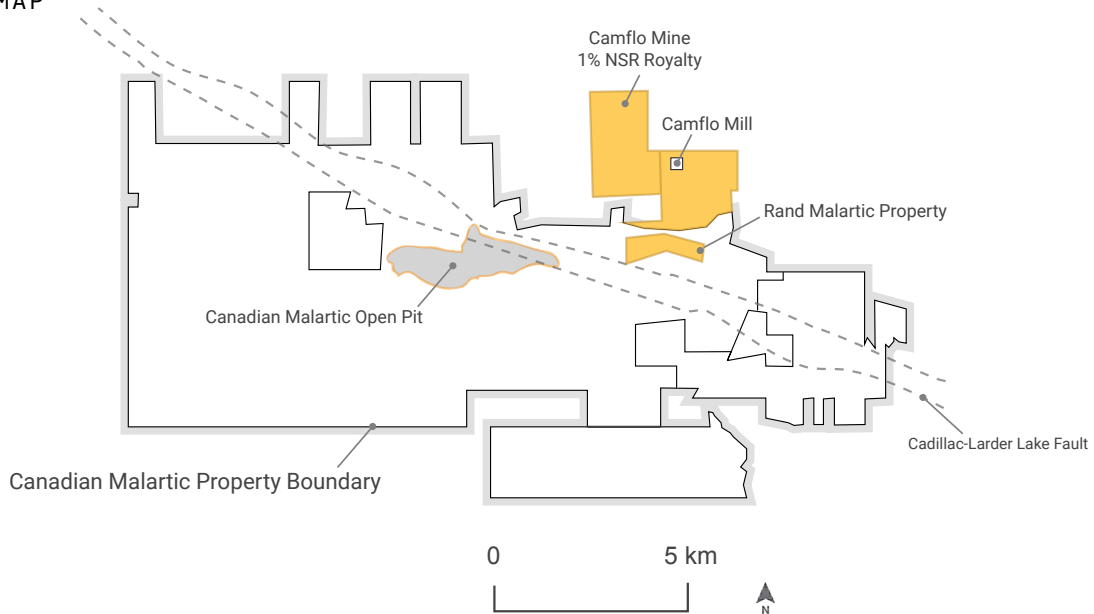 MAP
Camflo Mine
1% NSR Royalty
Camflo Mill
Rand Malartic Property
Canadian Malartic Open Pit
Cadillac-Larder Lake Fault
Canadian Malartic Property Boundary
0 5 km
N